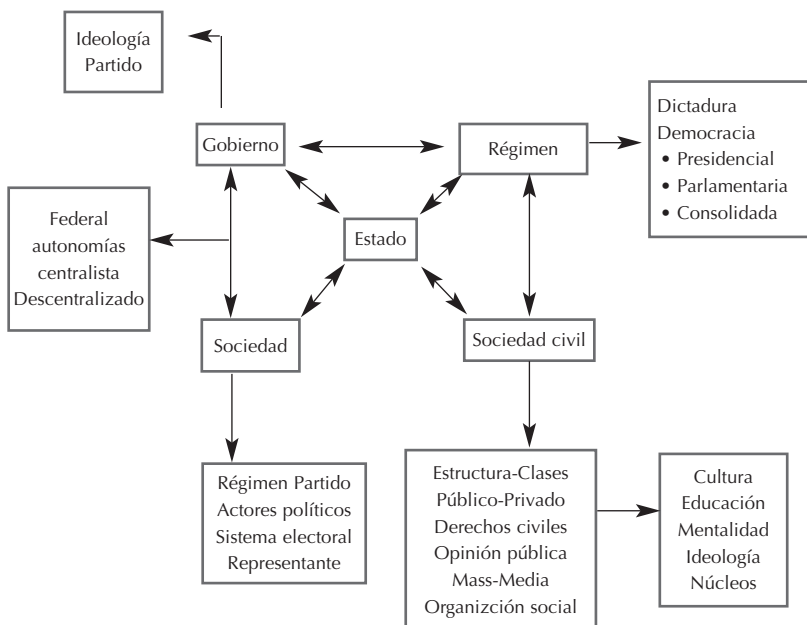 Ideología
Partido
Gobierno
Régimen
Dictadura
Democracia
• Presidencial
• Parlamentaria
• Consolidada
Federal
autonomías
centralista
Descentralizado
Estado
Sociedad
Sociedad civil
Régimen Partido
Actores políticos
Sistema electoral
Representante
Estructura-Clases
Público-Privado
Derechos civiles
Opinión pública
Mass-Media
Organizción social
Cultura
Educación
Mentalidad
Ideología
Núcleos